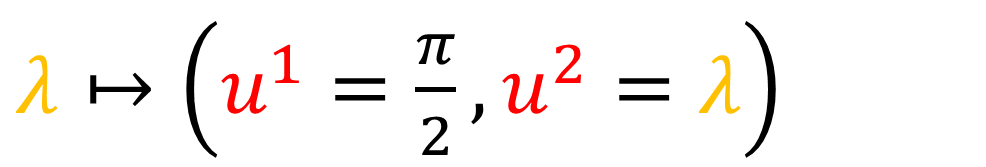 λ ↦ (u¹ = π/2, u² = λ)